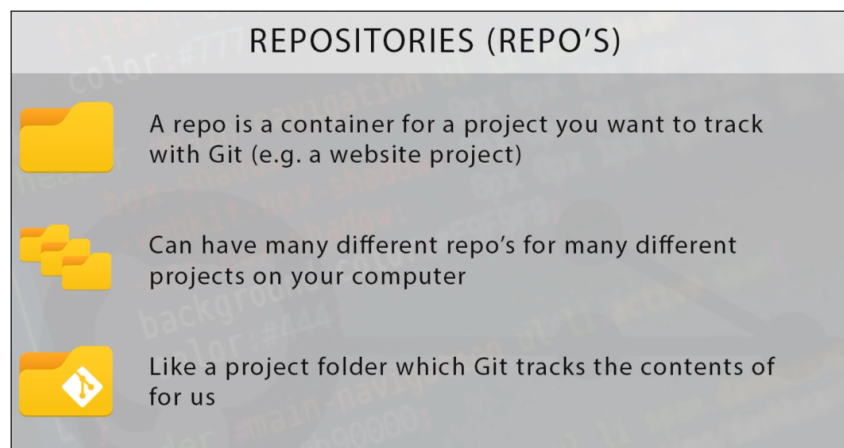 REPOSITORIES (REPO'S)
A repo is a container for a project you want to track
with Git (e.g. a website project)
Can have many different repo's for many different
projects on your computer
Like a project folder which Git tracks the contents of
for us